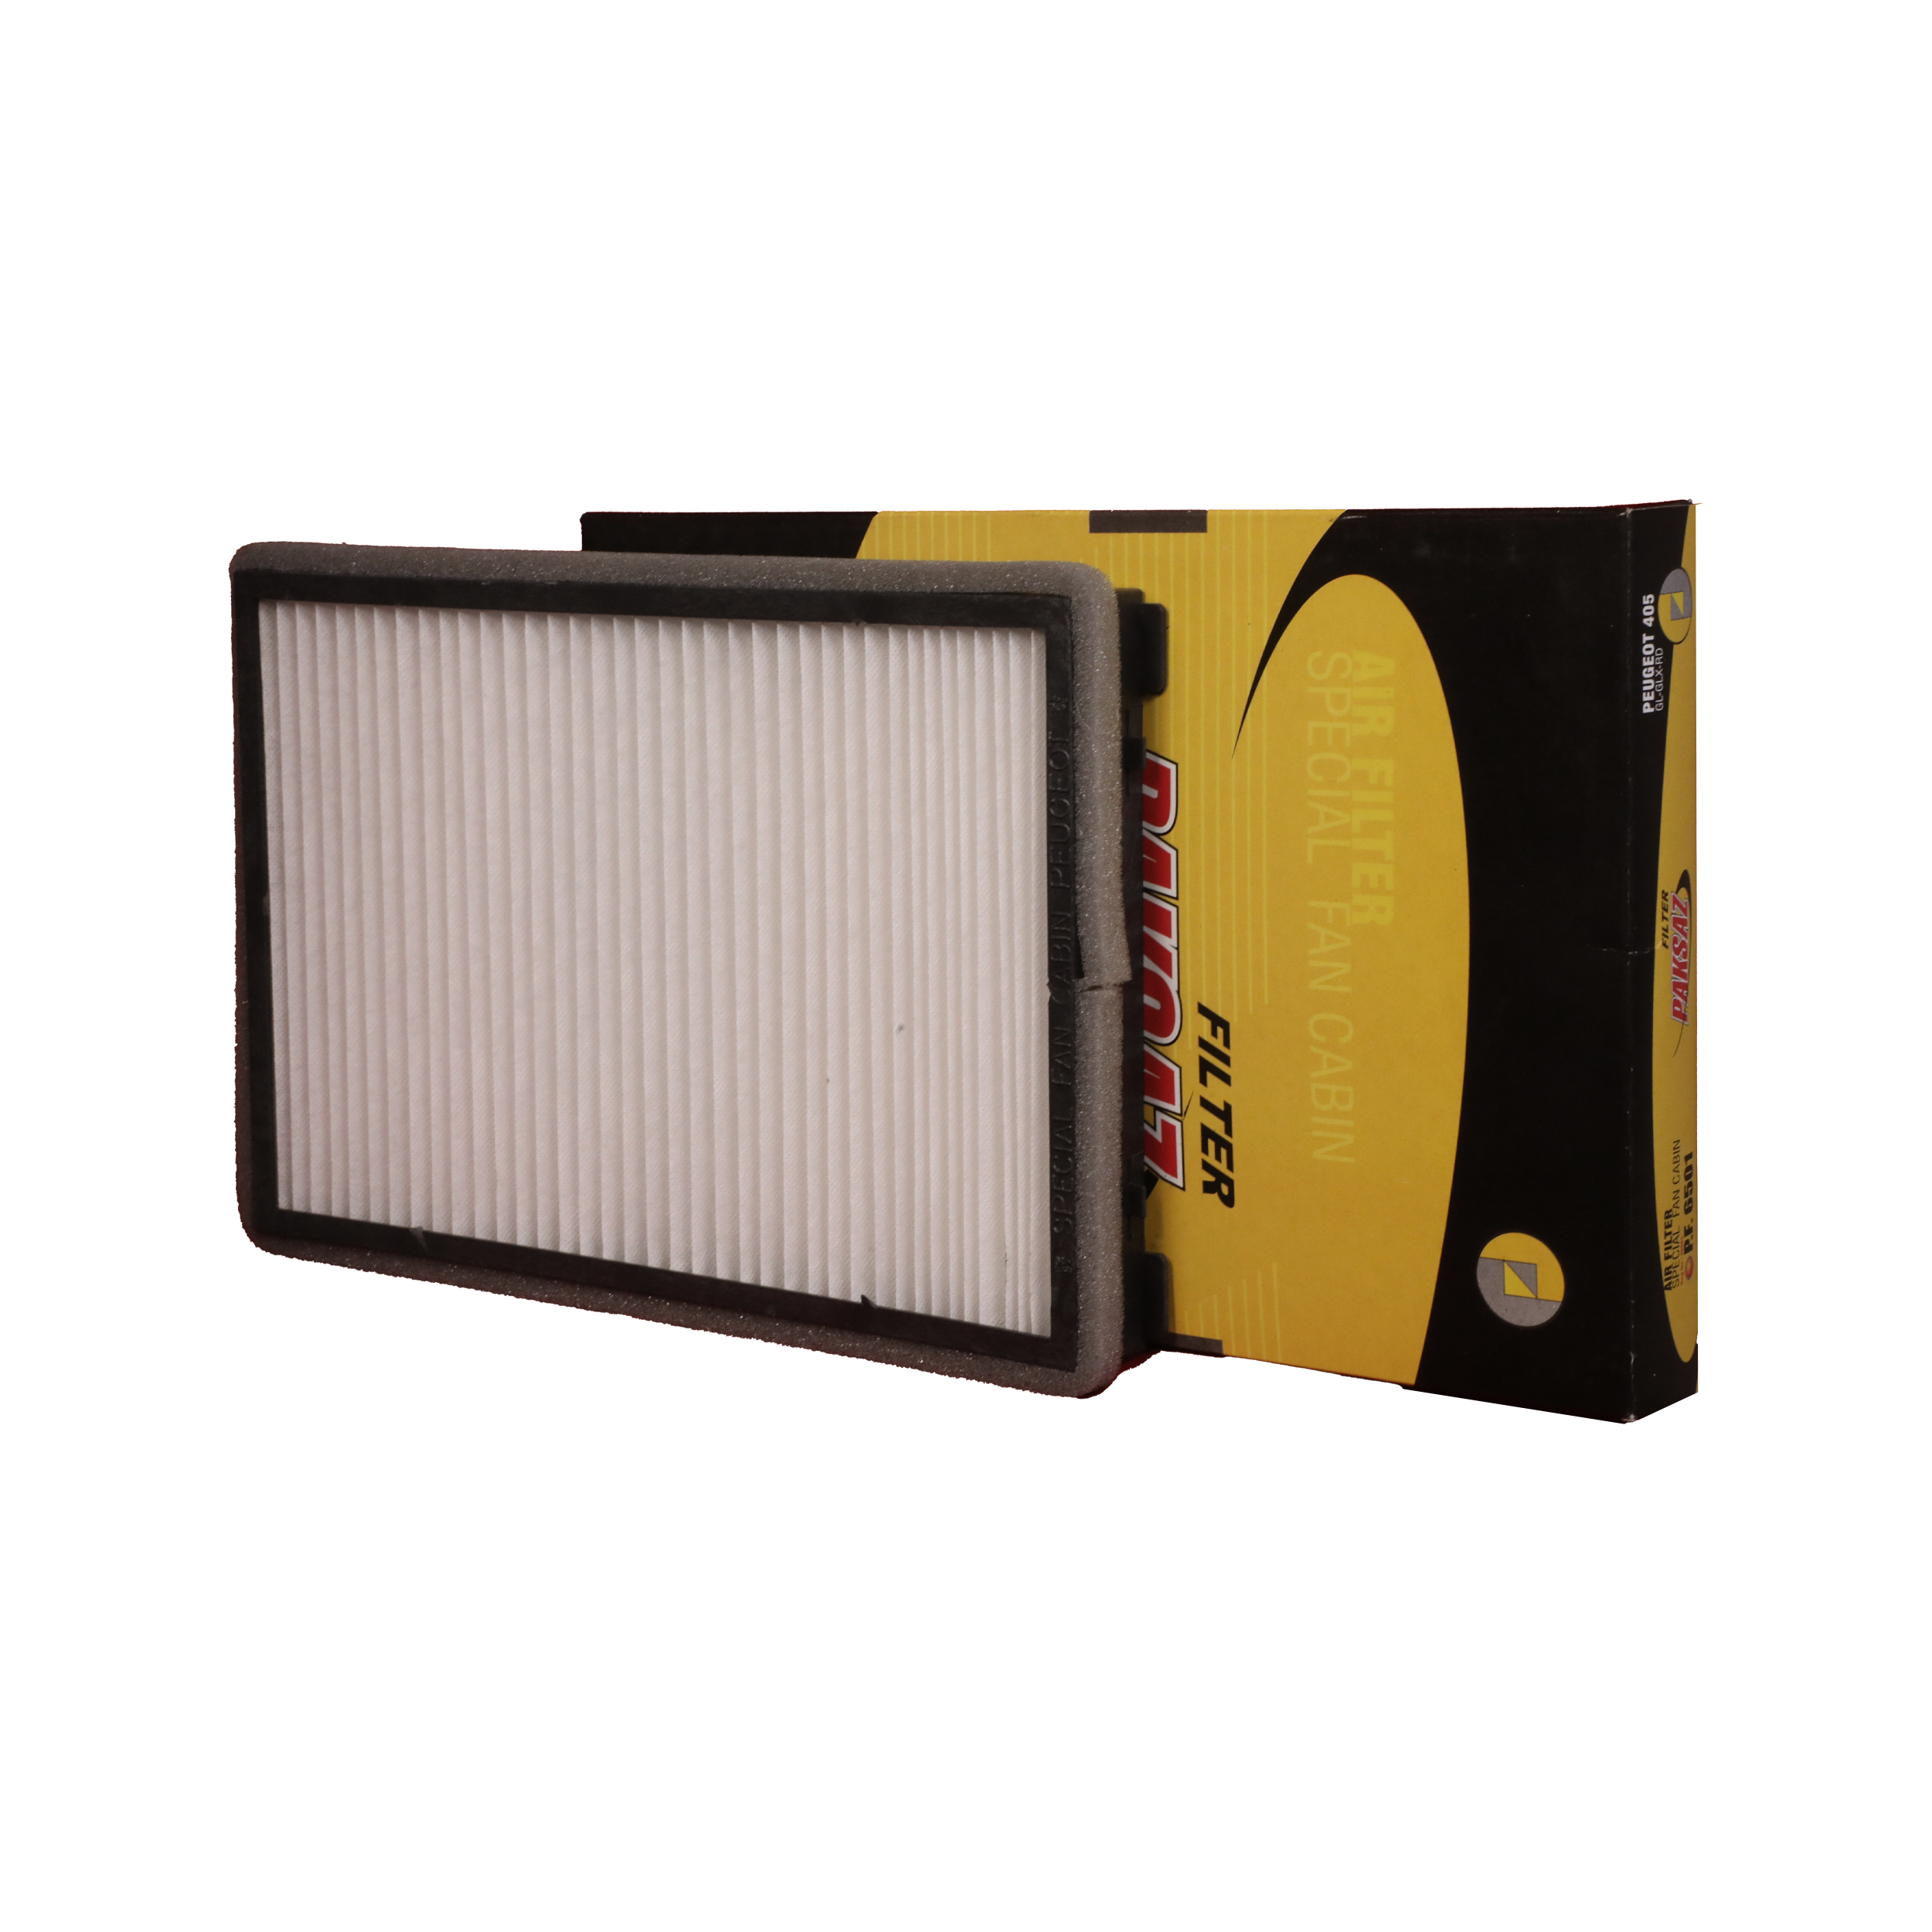 * SPECIAL FAN CABIN PEUGEOT *
AIR FILTER
SPECIAL FAN CABIN
FILTER
PEUGEOT 405
GL-GLX-RD
FILTER
PAKSAZ
AIR FILTER
SPECIAL FAN CABIN
P.F. 6501